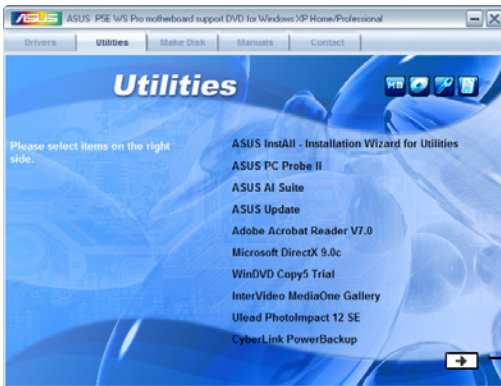 ASUS P5E WS Pro motherboard support DVD for Windows XP Home/Professional
Drivers Utilities Make Disk Manuals Contact
Utilities
MB
Please select items on the right
side.
ASUS InstAll - Installation Wizard for Utilities
ASUS PC Probe II
ASUS AI Suite
ASUS Update
Adobe Acrobat Reader V7.0
Microsoft DirectX 9.0c
WinDVD Copy5 Trial
InterVideo MediaOne Gallery
Ulead PhotoImpact 12 SE
CyberLink PowerBackup